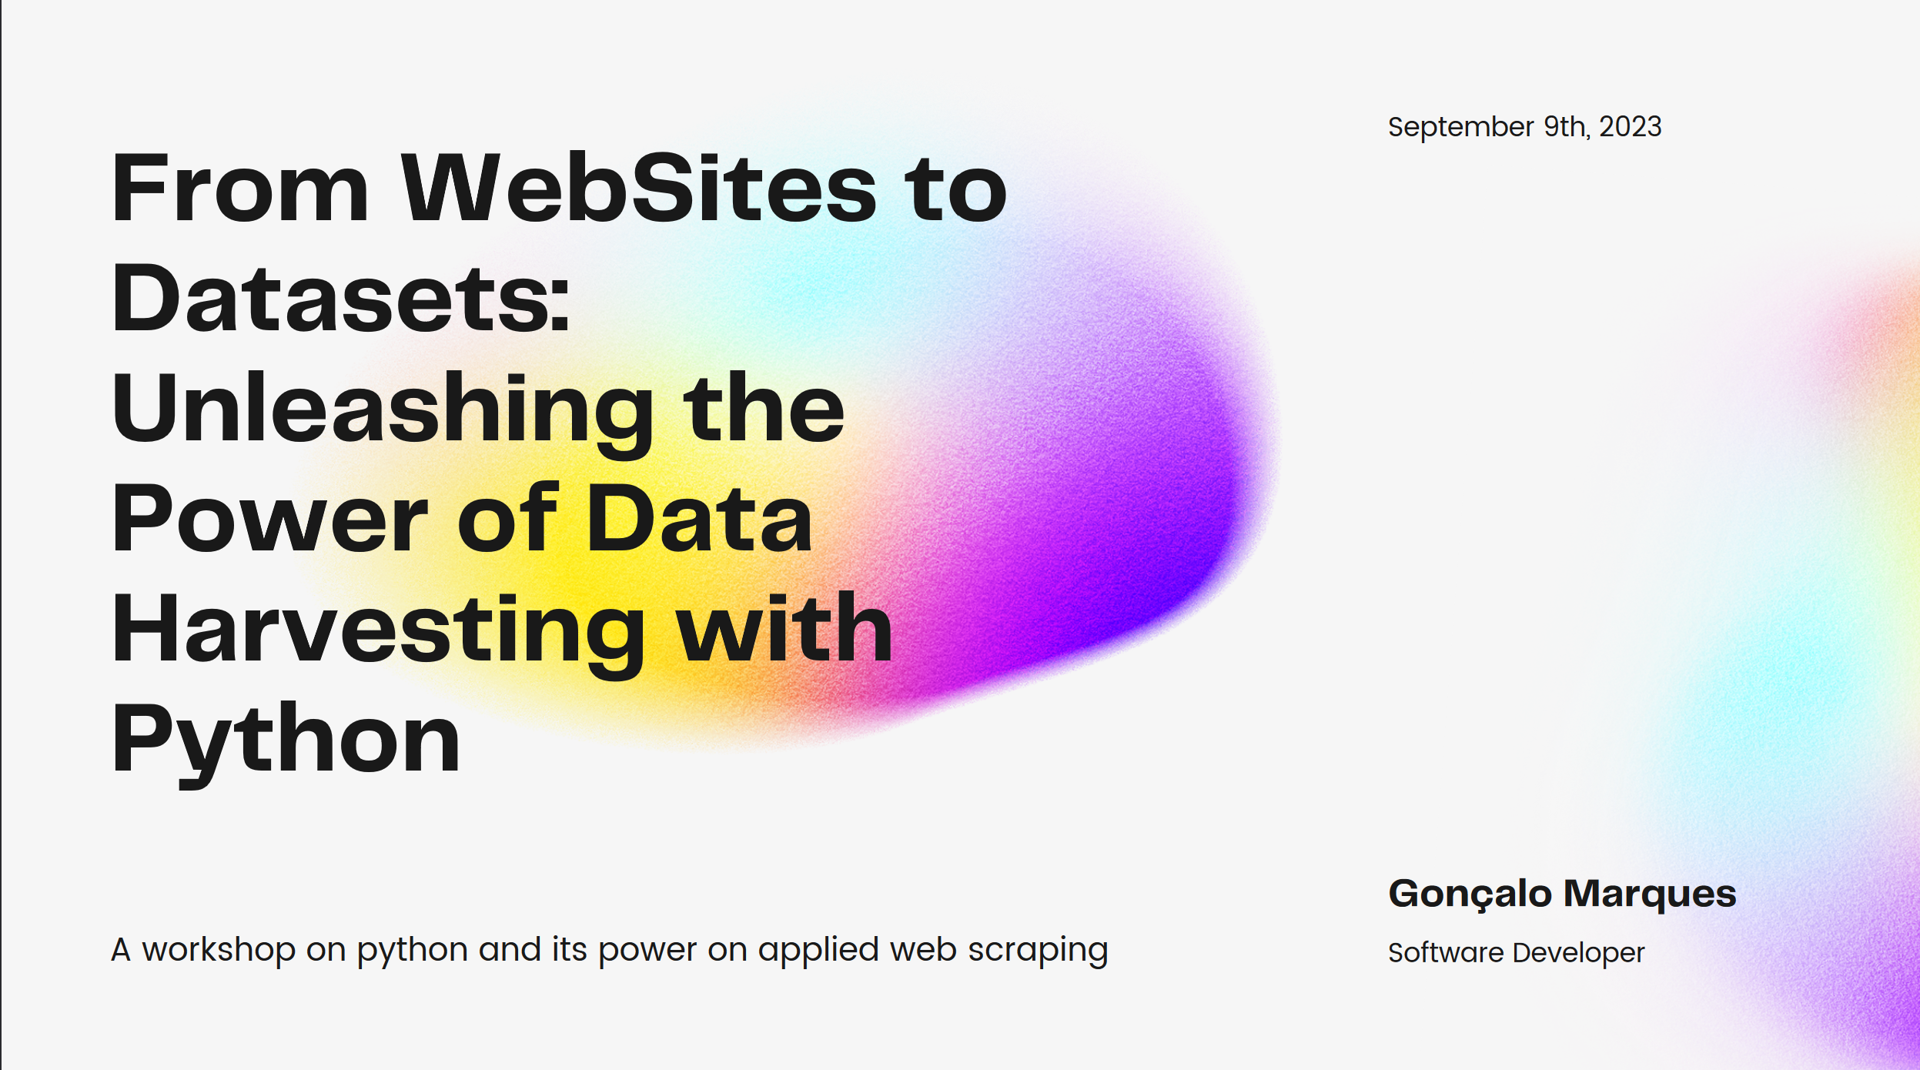 From WebSites to
Datasets:
Unleashing the
Power of Data
Harvesting with
Python
A workshop on python and its power on applied web scraping
September 9th, 2023
Gonçalo Marques
Software Developer